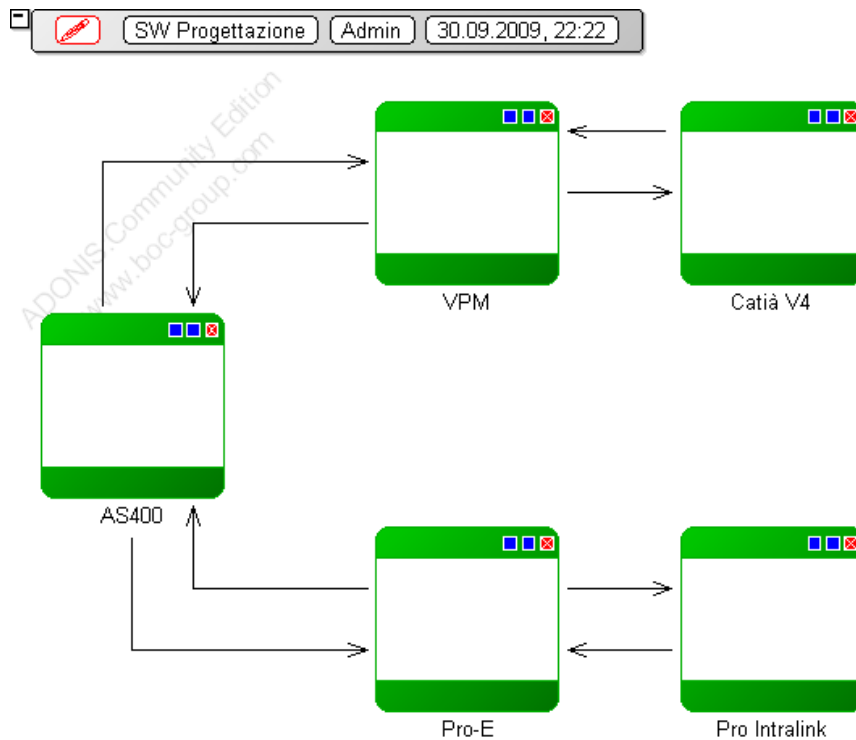 SW Progettazione Admin 30.09.2009, 22:22
ADONIS:Community Edition
www.boc-group.com
VPM Catià V4
AS400
Pro-E Pro Intralink